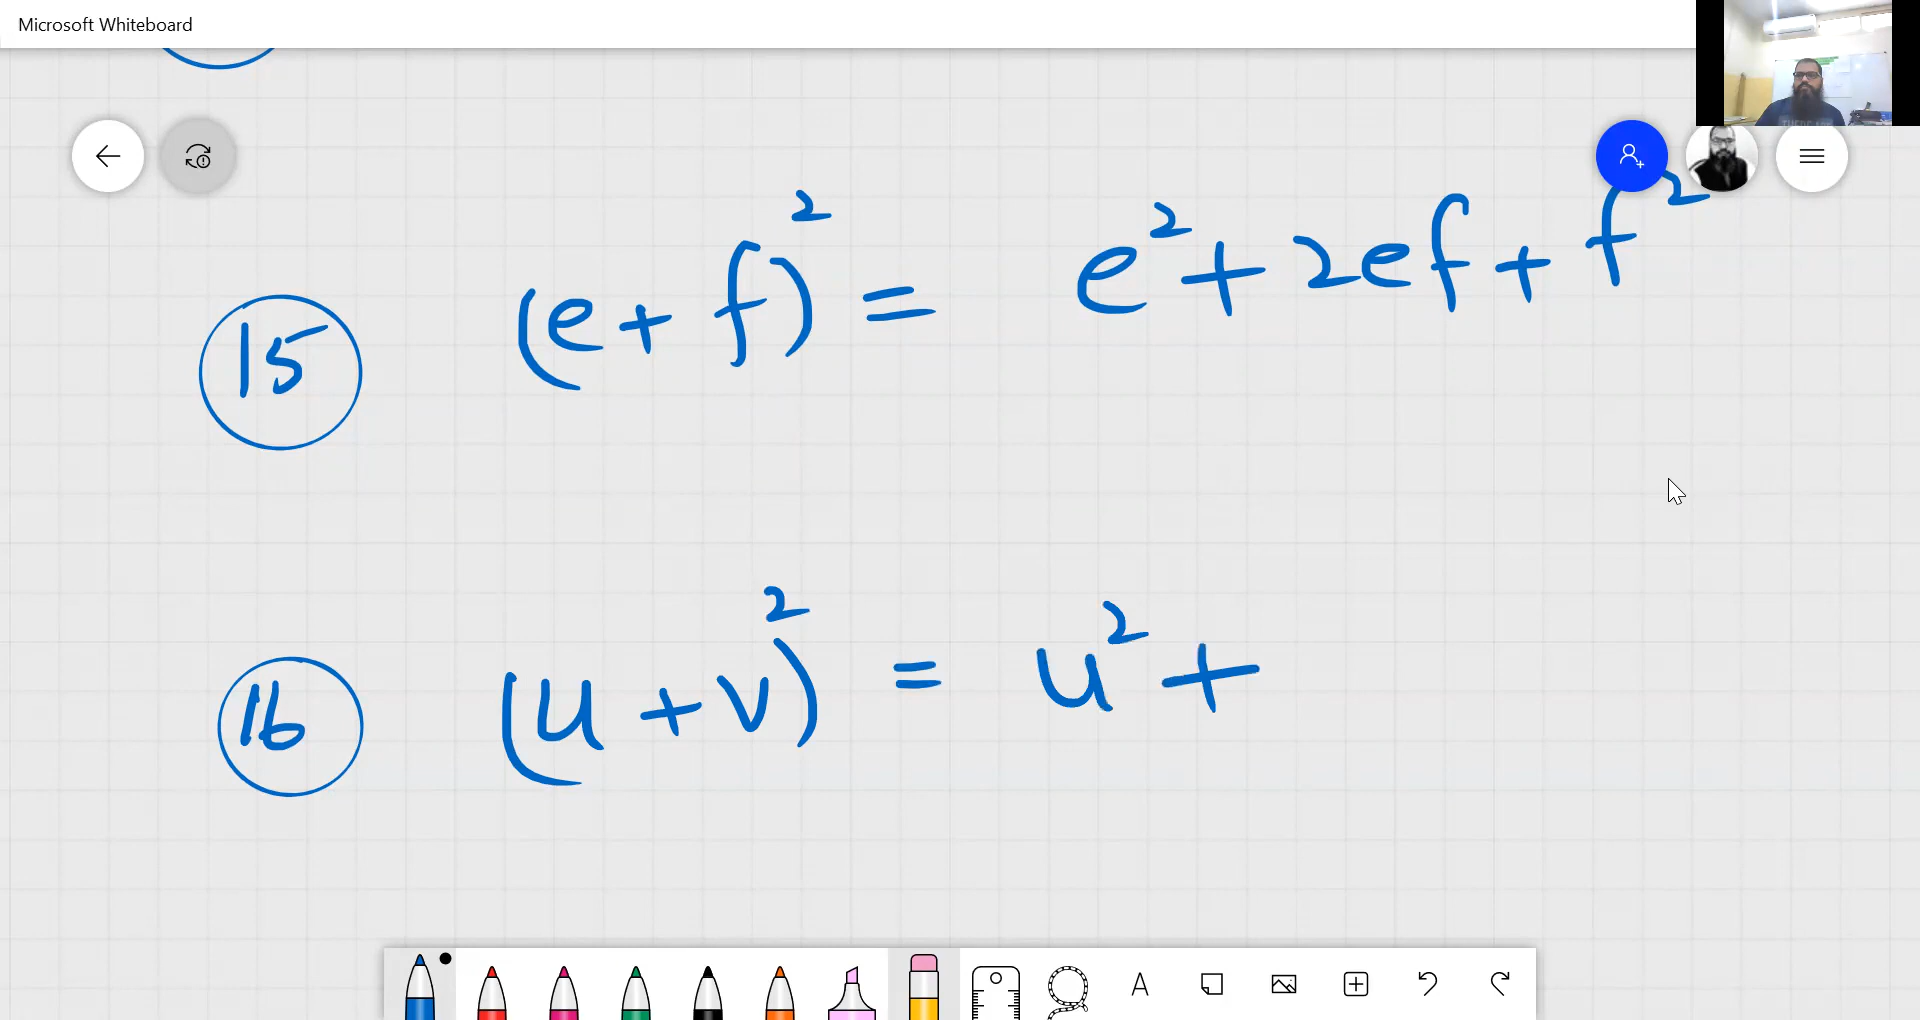 Microsoft Whiteboard
15 (e + f)² = e² + 2ef + f²
16 (u + v)² = u² +
A